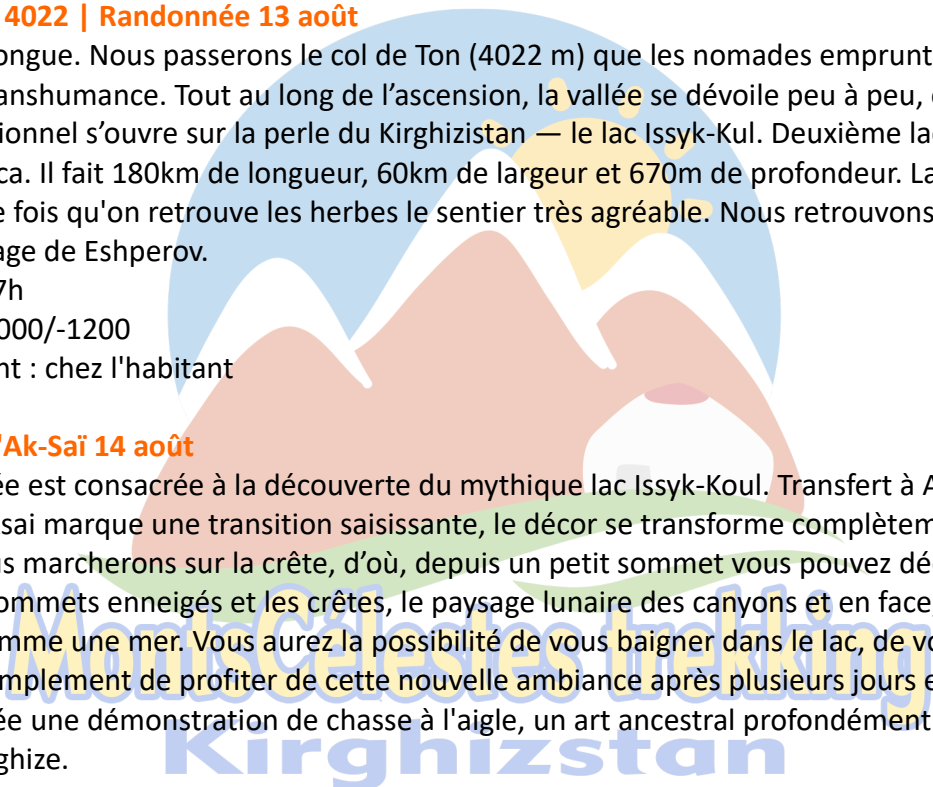 4022 | Randonnée 13 août
ongue. Nous passerons le col de Ton (4022 m) que les nomades emprunt
anshumance. Tout au long de l’ascension, la vallée se dévoile peu à peu,
ionnel s’ouvre sur la perle du Kirghizistan — le lac Issyk-Kul. Deuxième la
ca. Il fait 180km de longueur, 60km de largeur et 670m de profondeur. La
e fois qu'on retrouve les herbes le sentier très agréable. Nous retrouvons
age de Eshperov.
7h
000/-1200
nt : chez l'habitant
'Ak-Saï 14 août
ée est consacrée à la découverte du mythique lac Issyk-Koul. Transfert à A
sai marque une transition saisissante, le décor se transforme complètem
us marcherons sur la crête, d’où, depuis un petit sommet vous pouvez dé
ommets enneigés et les crêtes, le paysage lunaire des canyons et en face,
mme une mer. Vous aurez la possibilité de vous baigner dans le lac, de vo
mplement de profiter de cette nouvelle ambiance après plusieurs jours e
ée une démonstration de chasse à l'aigle, un art ancestral profondément
ghize.
MontsCélestes trekking
Kirghizstan